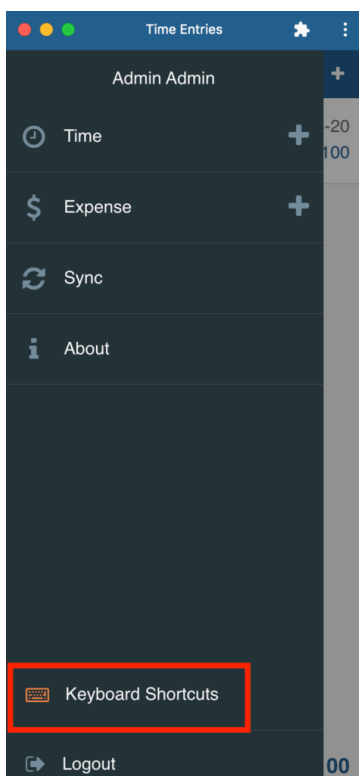 Time Entries
Admin Admin
+
Time +
-20
100
Expense +
Sync
About
Keyboard Shortcuts
Logout
00